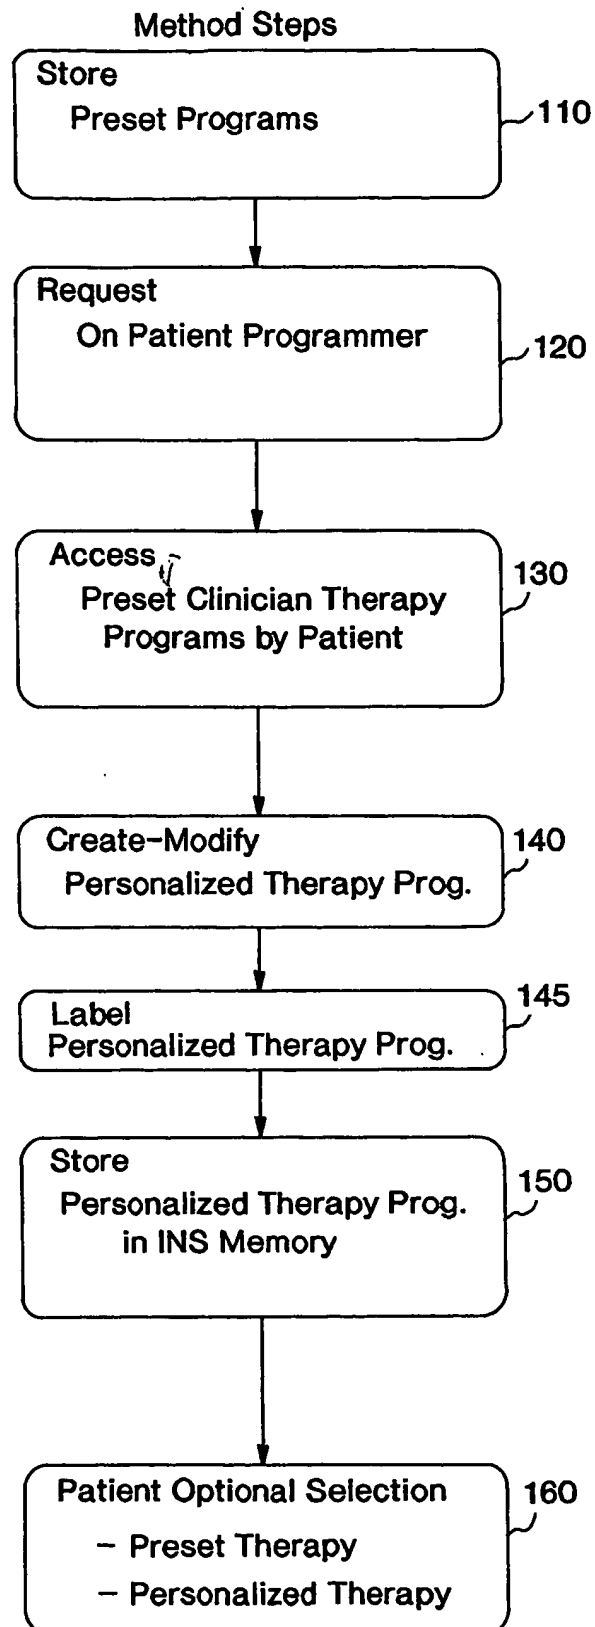 Method Steps
Store
Preset Programs
110
Request
On Patient Programmer
120
Access
Preset Clinician Therapy
Programs by Patient
130
Create-Modify
Personalized Therapy Prog.
140
Label
Personalized Therapy Prog.
145
Store
Personalized Therapy Prog.
in INS Memory
150
Patient Optional Selection
- Preset Therapy
- Personalized Therapy
160